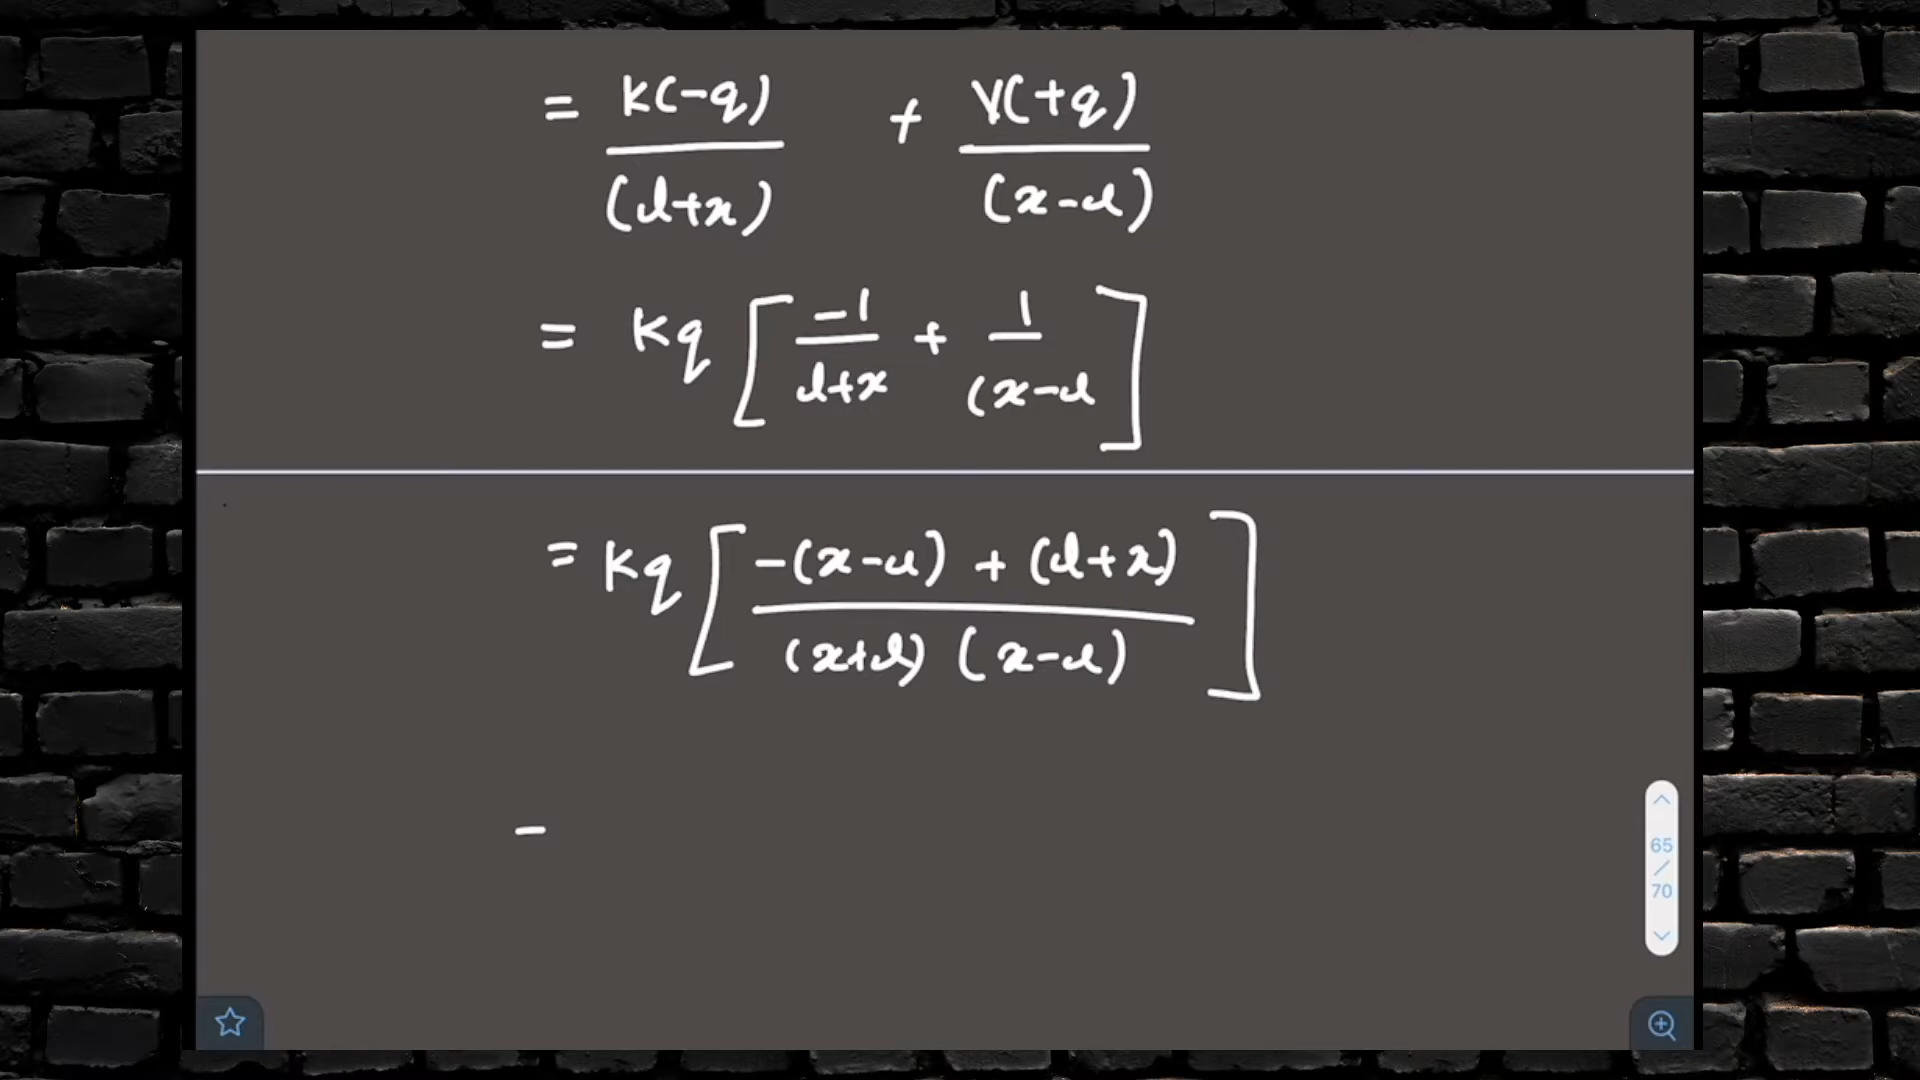 = K(-q)/(d+x) + K(+q)/(x-d)
= Kq [ -1/d+x + 1/(x-d ]
= Kq [ -(x-d) + (d+x) / (x+d) (x-d) ]
-
65
/
70